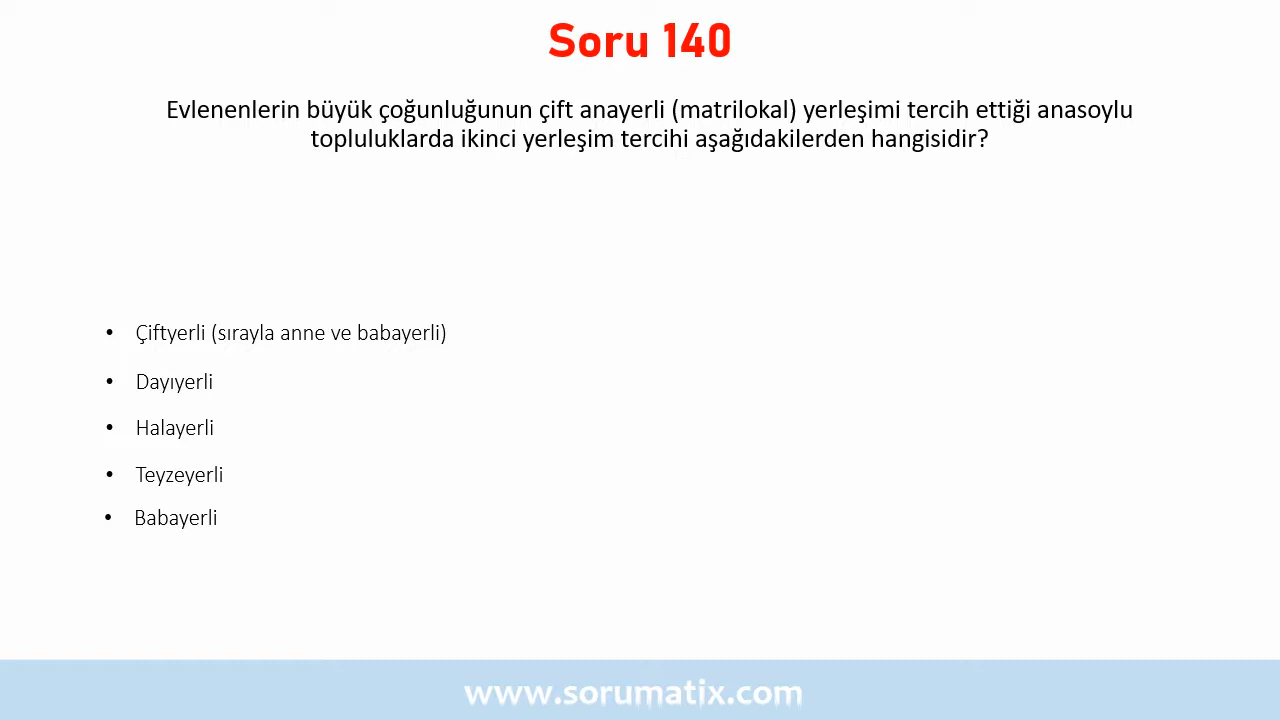 Soru 140
Evlenenlerin büyük çoğunluğunun çift anayerli (matrilokal) yerleşimi tercih ettiği anasoylu
topluluklarda ikinci yerleşim tercihi aşağıdakilerden hangisidir?
• Çiftyerli (sırayla anne ve babayerli)
• Dayıyerli
• Halayerli
• Teyzeyerli
• Babayerli
www.sorumatix.com